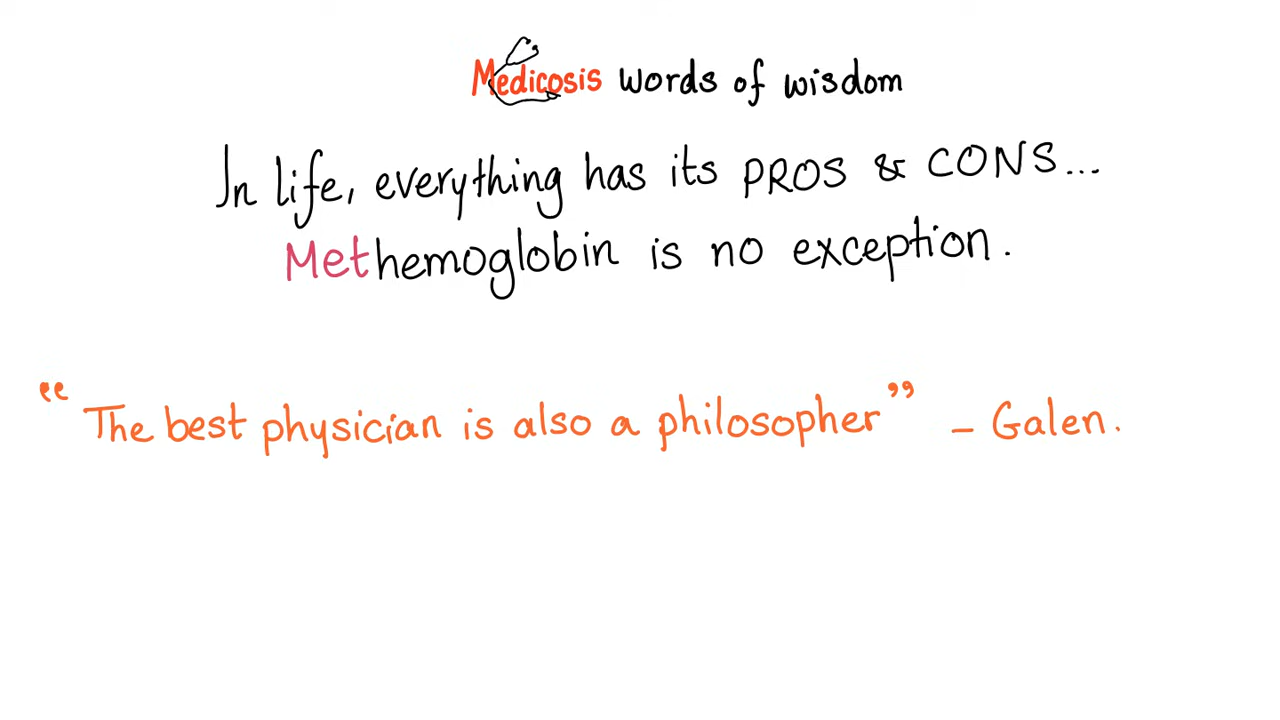 Medicosis words of wisdom
In life, everything has its PROS & CONS...
Methemoglobin is no exception.
“The best physician is also a philosopher” – Galen.